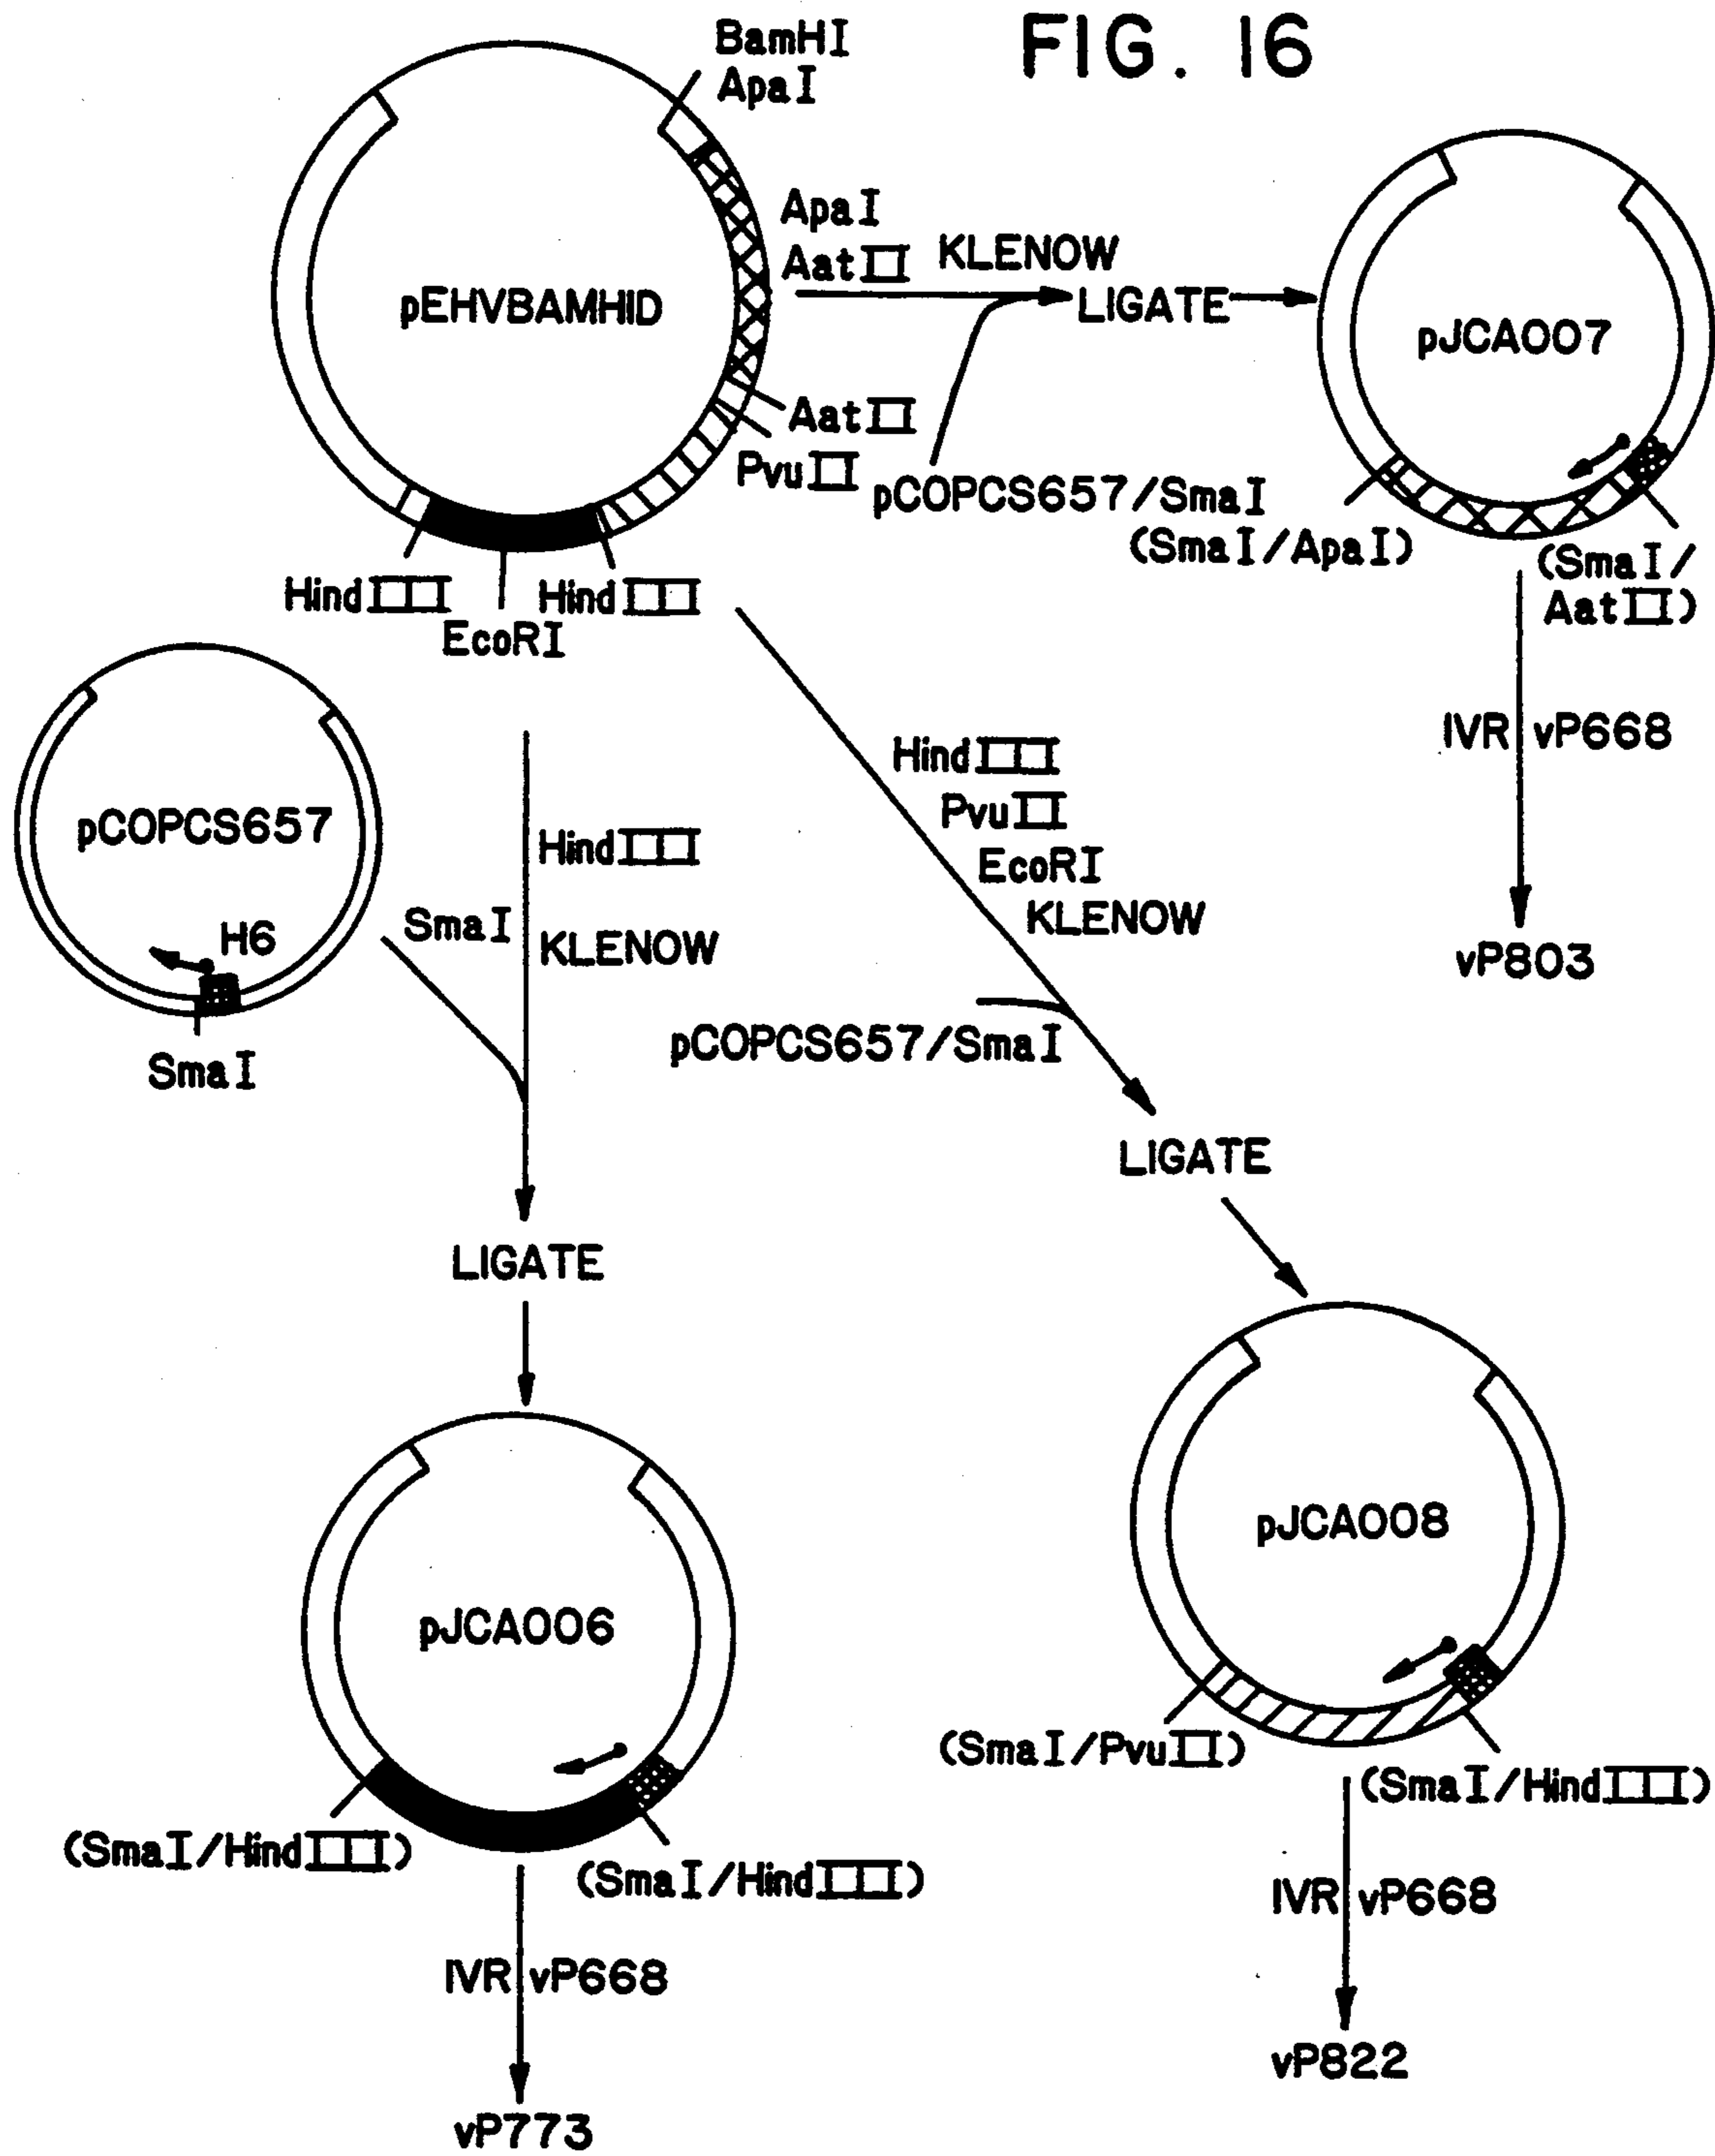 FIG. 16
BamHI
ApaI
pEHVBAMHID
ApaI
AatII
KLENOW
LIGATE
pJCA007
AatII
PvuII
pCOPCS657/SmaI
(SmaI/ApaI)
(SmaI/
AatII)
HindIII
EcoRI
HindIII
IVR vP668
vP803
pCOPCS657
H6
SmaI
SmaI
HindIII
KLENOW
HindIII
PvuII
EcoRI
KLENOW
pCOPCS657/SmaI
LIGATE
LIGATE
pJCA006
(SmaI/HindIII)
(SmaI/HindIII)
IVR vP668
vP773
pJCA008
(SmaI/PvuII)
(SmaI/HindIII)
IVR vP668
vP822